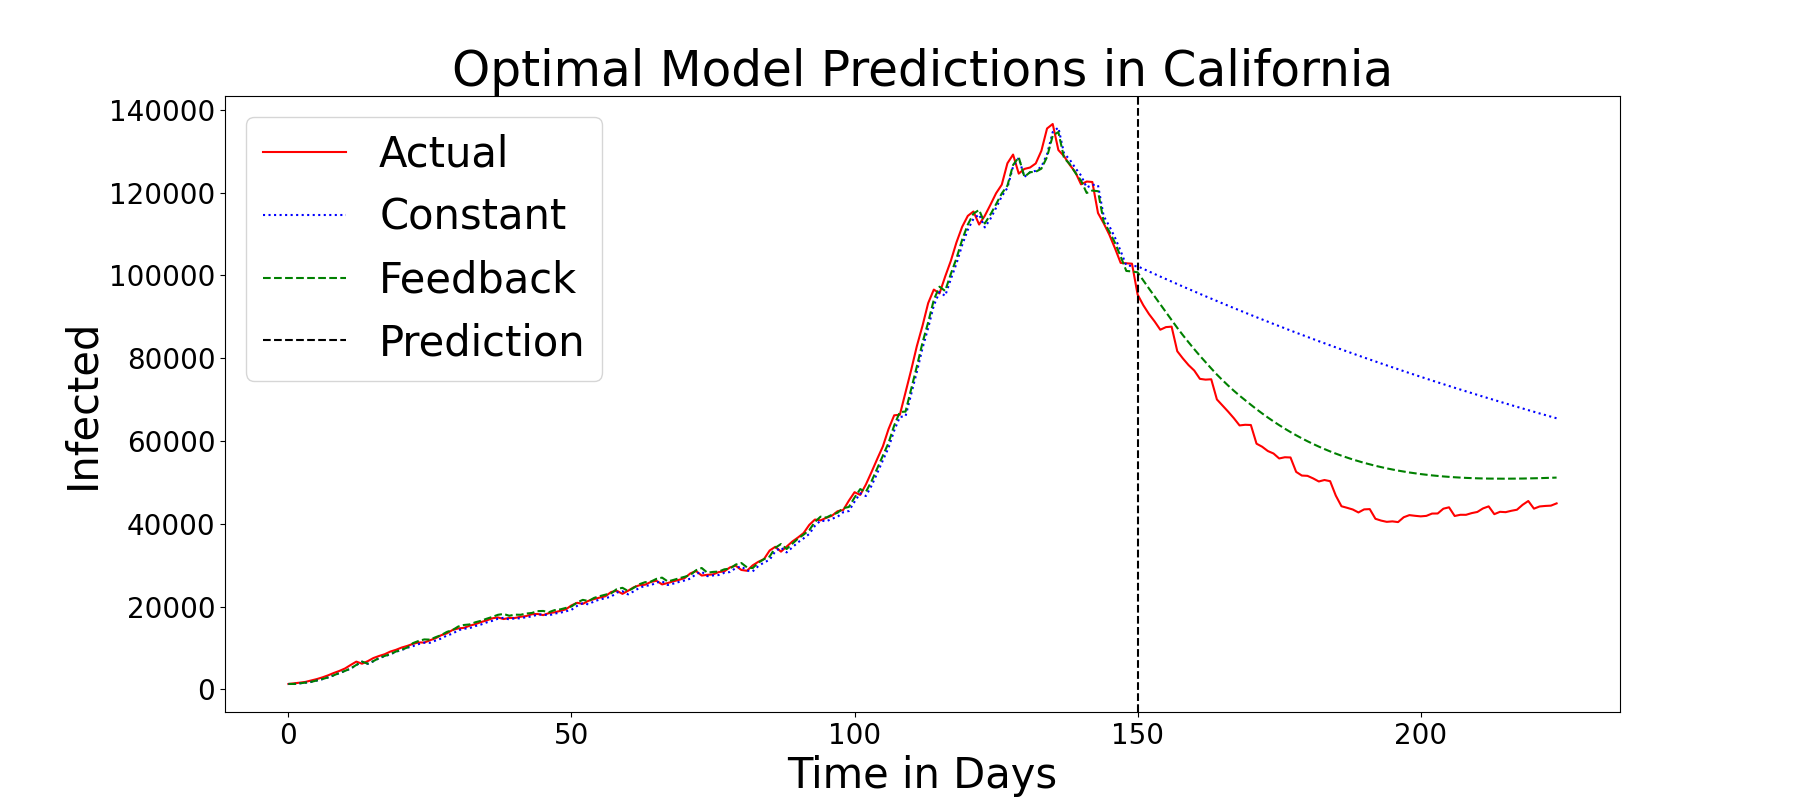 Optimal Model Predictions in California
140000
120000
100000
80000
60000
40000
20000
0
Infected
Actual
Constant
Feedback
Prediction
0 50 100 150 200
Time in Days